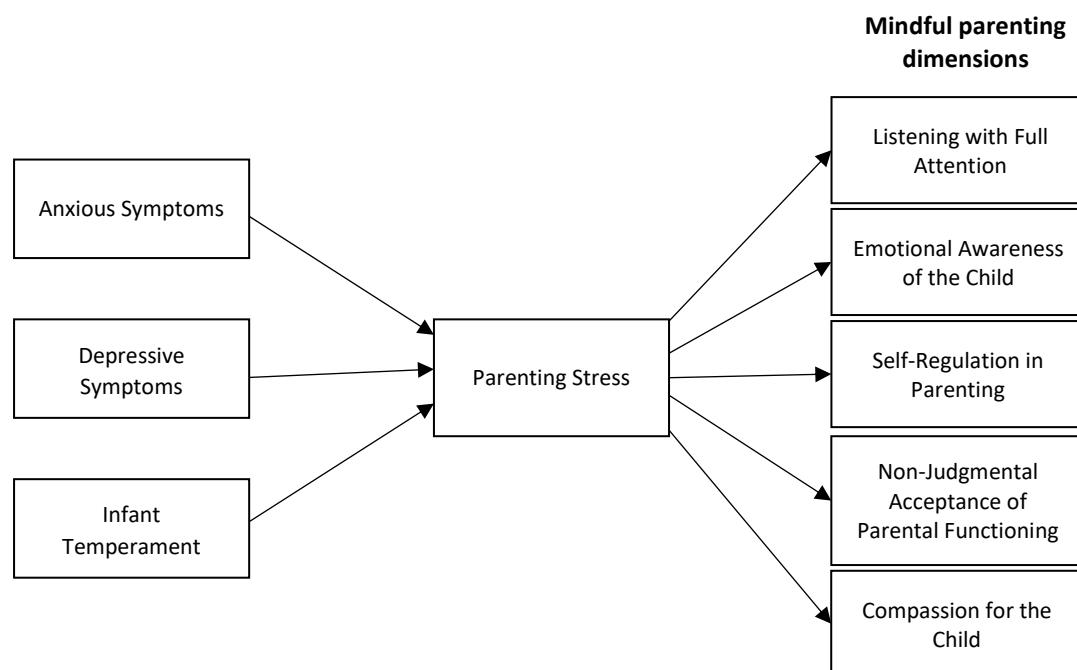 Mindful parenting
dimensions
Anxious Symptoms
Depressive
Symptoms
Infant
Temperament
Parenting Stress
Listening with Full
Attention
Emotional Awareness
of the Child
Self-Regulation in
Parenting
Non-Judgmental
Acceptance of
Parental Functioning
Compassion for the
Child